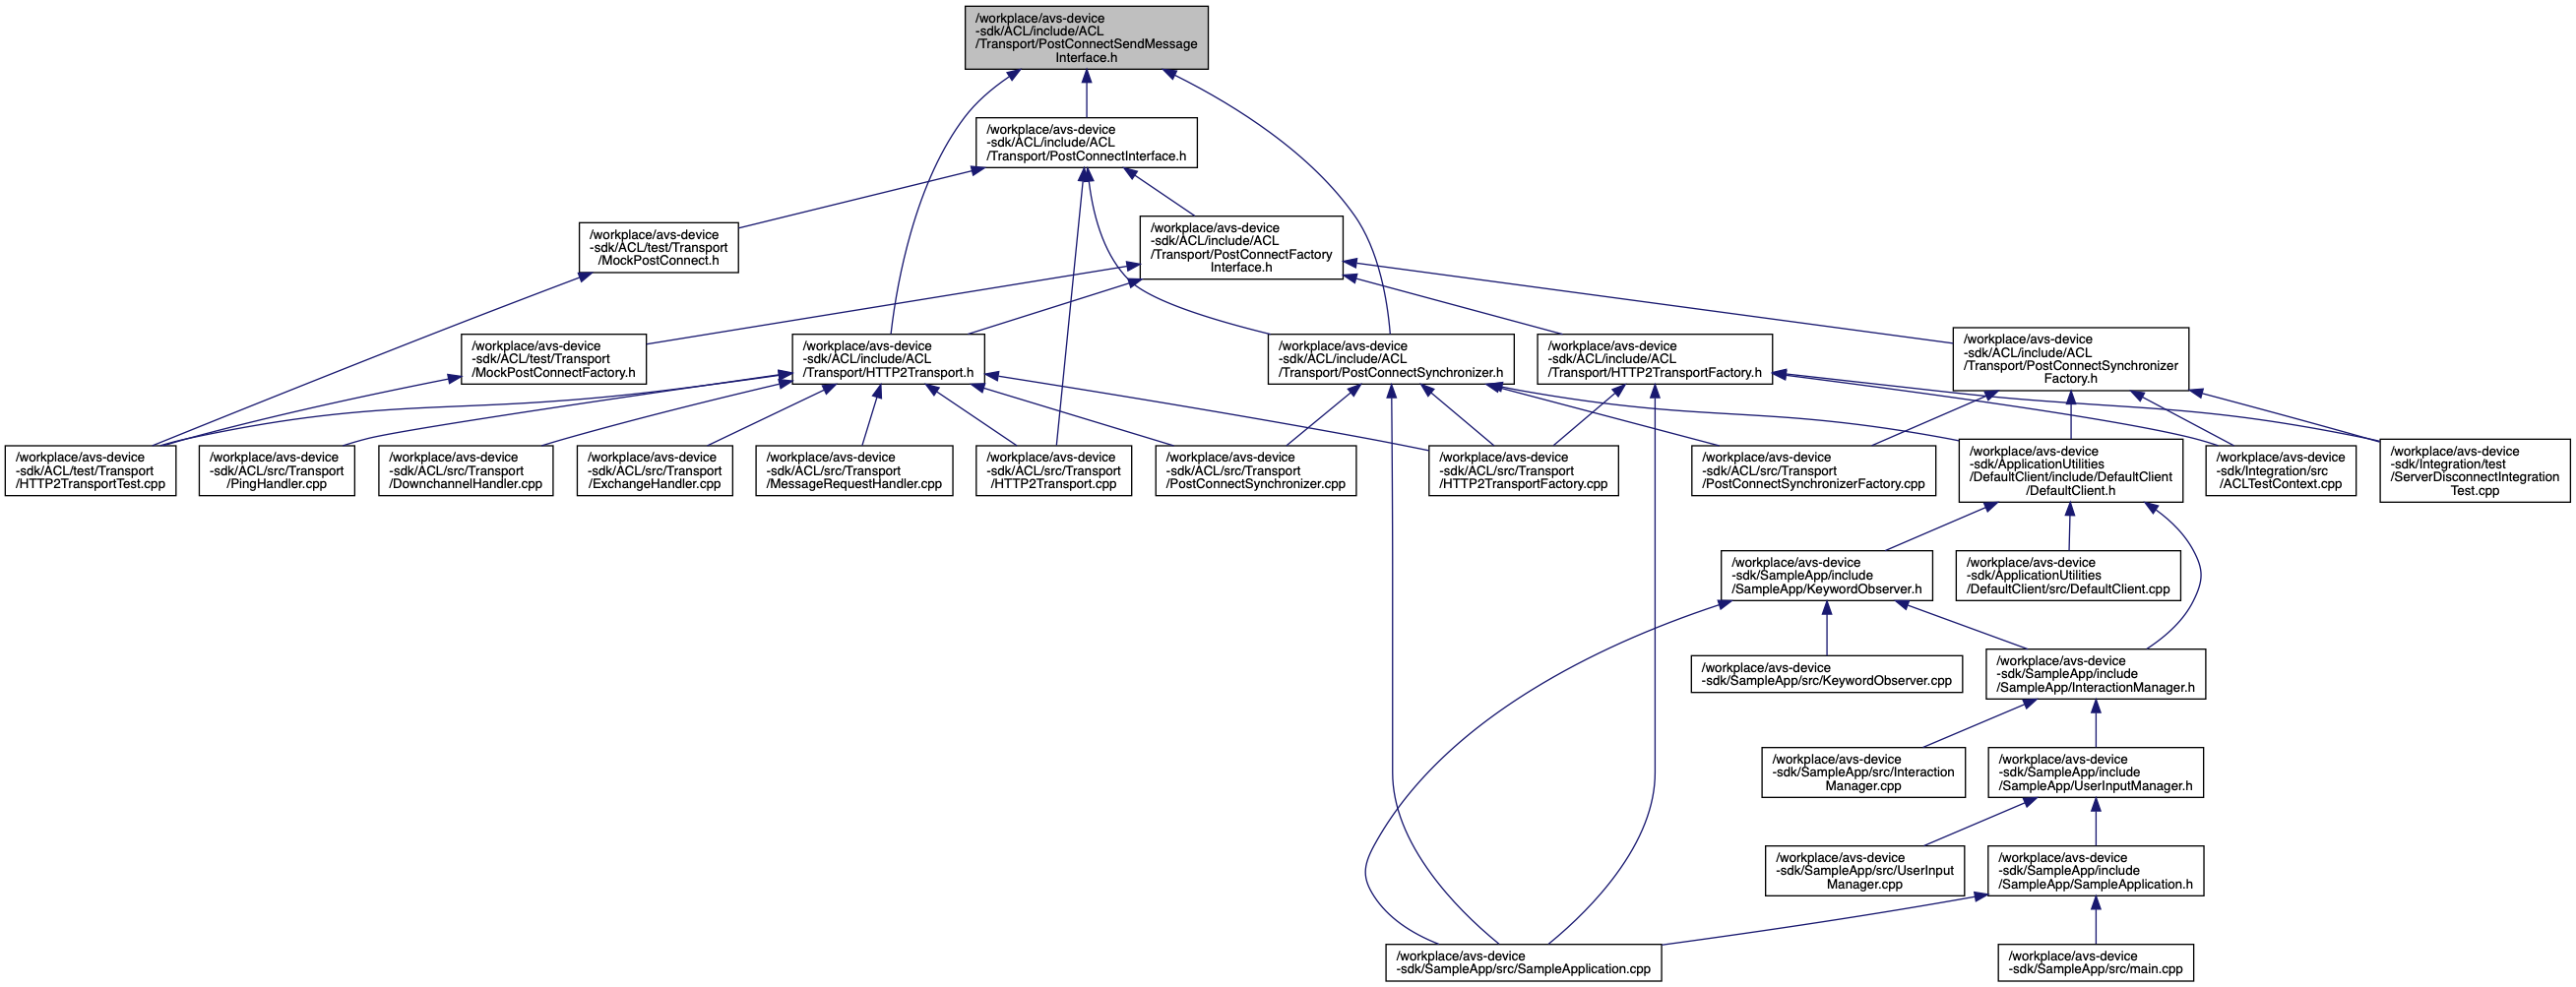 /workplace/avs-device
-sdk/ACL/include/ACL
/Transport/PostConnectSendMessage
Interface.h
/workplace/avs-device
-sdk/ACL/include/ACL
/Transport/PostConnectInterface.h
/workplace/avs-device
-sdk/ACL/test/Transport
/MockPostConnect.h
/workplace/avs-device
-sdk/ACL/include/ACL
/Transport/PostConnectFactory
Interface.h
/workplace/avs-device
-sdk/ACL/test/Transport
/MockPostConnectFactory.h
/workplace/avs-device
-sdk/ACL/include/ACL
/Transport/HTTP2Transport.h
/workplace/avs-device
-sdk/ACL/include/ACL
/Transport/PostConnectSynchronizer.h
/workplace/avs-device
-sdk/ACL/include/ACL
/Transport/HTTP2TransportFactory.h
/workplace/avs-device
-sdk/ACL/include/ACL
/Transport/PostConnectSynchronizer
Factory.h
/workplace/avs-device
-sdk/ACL/test/Transport
/HTTP2TransportTest.cpp
/workplace/avs-device
-sdk/ACL/src/Transport
/PingHandler.cpp
/workplace/avs-device
-sdk/ACL/src/Transport
/DownchannelHandler.cpp
/workplace/avs-device
-sdk/ACL/src/Transport
/ExchangeHandler.cpp
/workplace/avs-device
-sdk/ACL/src/Transport
/MessageRequestHandler.cpp
/workplace/avs-device
-sdk/ACL/src/Transport
/HTTP2Transport.cpp
/workplace/avs-device
-sdk/ACL/src/Transport
/PostConnectSynchronizer.cpp
/workplace/avs-device
-sdk/ACL/src/Transport
/HTTP2TransportFactory.cpp
/workplace/avs-device
-sdk/ACL/src/Transport
/PostConnectSynchronizerFactory.cpp
/workplace/avs-device
-sdk/ApplicationUtilities
/DefaultClient/include/DefaultClient
/DefaultClient.h
/workplace/avs-device
-sdk/Integration/src
/ACLTestContext.cpp
/workplace/avs-device
-sdk/Integration/test
/ServerDisconnectIntegration
Test.cpp
/workplace/avs-device
-sdk/SampleApp/include
/SampleApp/KeywordObserver.h
/workplace/avs-device
-sdk/ApplicationUtilities
/DefaultClient/src/DefaultClient.cpp
/workplace/avs-device
-sdk/SampleApp/src/KeywordObserver.cpp
/workplace/avs-device
-sdk/SampleApp/include
/SampleApp/InteractionManager.h
/workplace/avs-device
-sdk/SampleApp/src/Interaction
Manager.cpp
/workplace/avs-device
-sdk/SampleApp/include
/SampleApp/UserInputManager.h
/workplace/avs-device
-sdk/SampleApp/src/UserInput
Manager.cpp
/workplace/avs-device
-sdk/SampleApp/include
/SampleApp/SampleApplication.h
/workplace/avs-device
-sdk/SampleApp/src/SampleApplication.cpp
/workplace/avs-device
-sdk/SampleApp/src/main.cpp